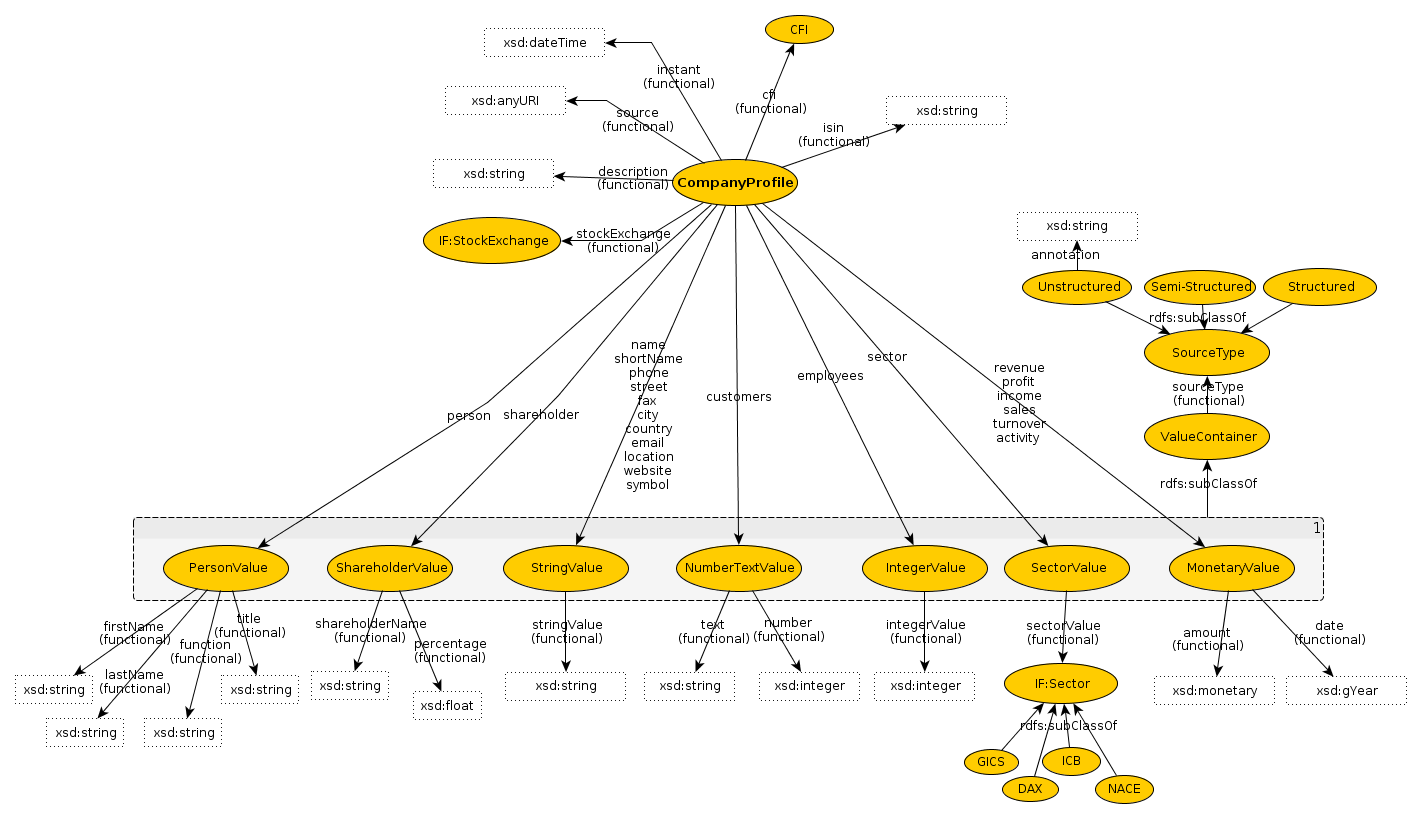 CFI
xsd:dateTime
instant
(functional)
cfi
(functional)
xsd:anyURI
source
(functional)
xsd:string
isin
(functional)
xsd:string
description
(functional)
CompanyProfile
IF:StockExchange
stockExchange
(functional)
xsd:string
annotation
Unstructured
Semi-Structured
Structured
rdfs:subClassOf
SourceType
sourceType
(functional)
ValueContainer
rdfs:subClassOf
person
shareholder
name
shortName
phone
street
fax
city
country
email
location
website
symbol
customers
employees
sector
revenue
profit
income
sales
turnover
activity
1
PersonValue
ShareholderValue
StringValue
NumberTextValue
IntegerValue
SectorValue
MonetaryValue
firstName
(functional)
lastName
(functional)
function
(functional)
title
(functional)
shareholderName
(functional)
percentage
(functional)
stringValue
(functional)
text
(functional)
number
(functional)
integerValue
(functional)
sectorValue
(functional)
amount
(functional)
date
(functional)
xsd:string
xsd:string
xsd:string
xsd:string
xsd:string
xsd:float
xsd:string
xsd:string
xsd:integer
xsd:integer
IF:Sector
xsd:monetary
xsd:gYear
rdfs:subClassOf
GICS
DAX
ICB
NACE